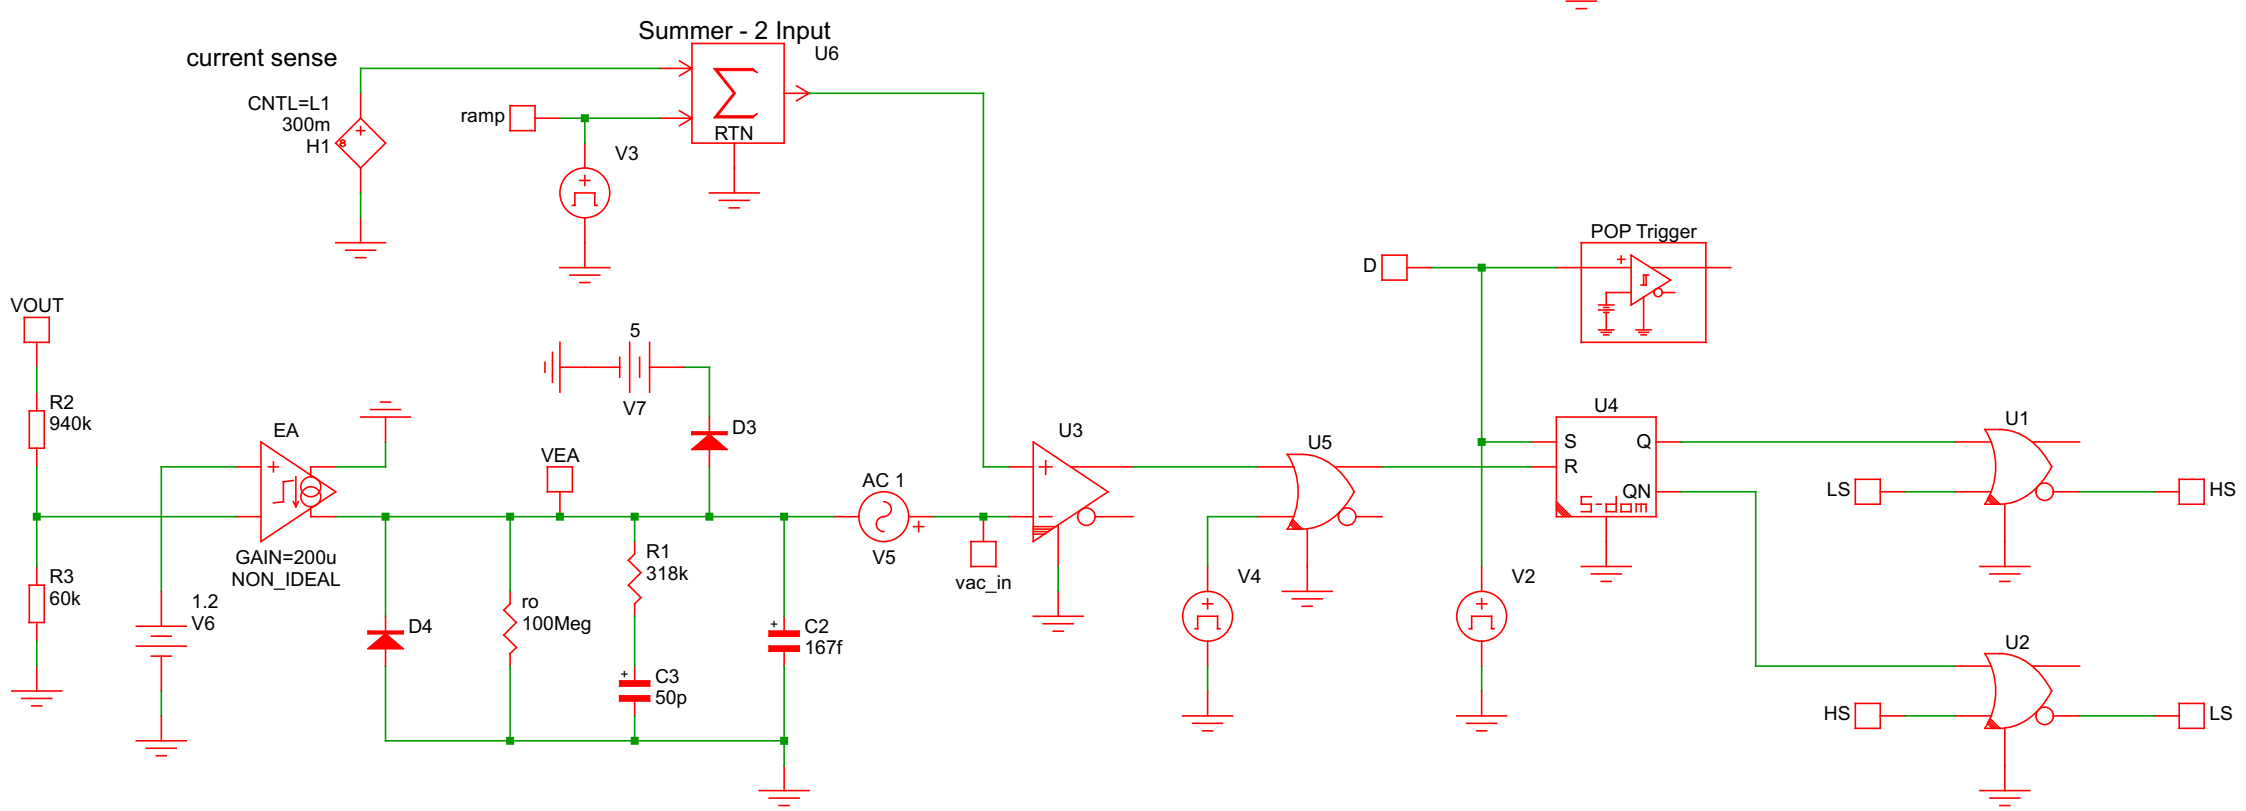 Summer - 2 Input
U6
current sense
CNTL=L1
300m
H1
ramp
RTN
V3
POP Trigger
D
VOUT
5
V7
R2
940k
EA
D3
U4
U1
VEA
U3
U5
S
Q
R
AC 1
QN
LS
HS
S-dom
GAIN=200u
NON_IDEAL
V5
R1
318k
vac_in
V4
V2
R3
60k
1.2
V6
D4
ro
100Meg
C2
167f
U2
C3
50p
HS
LS